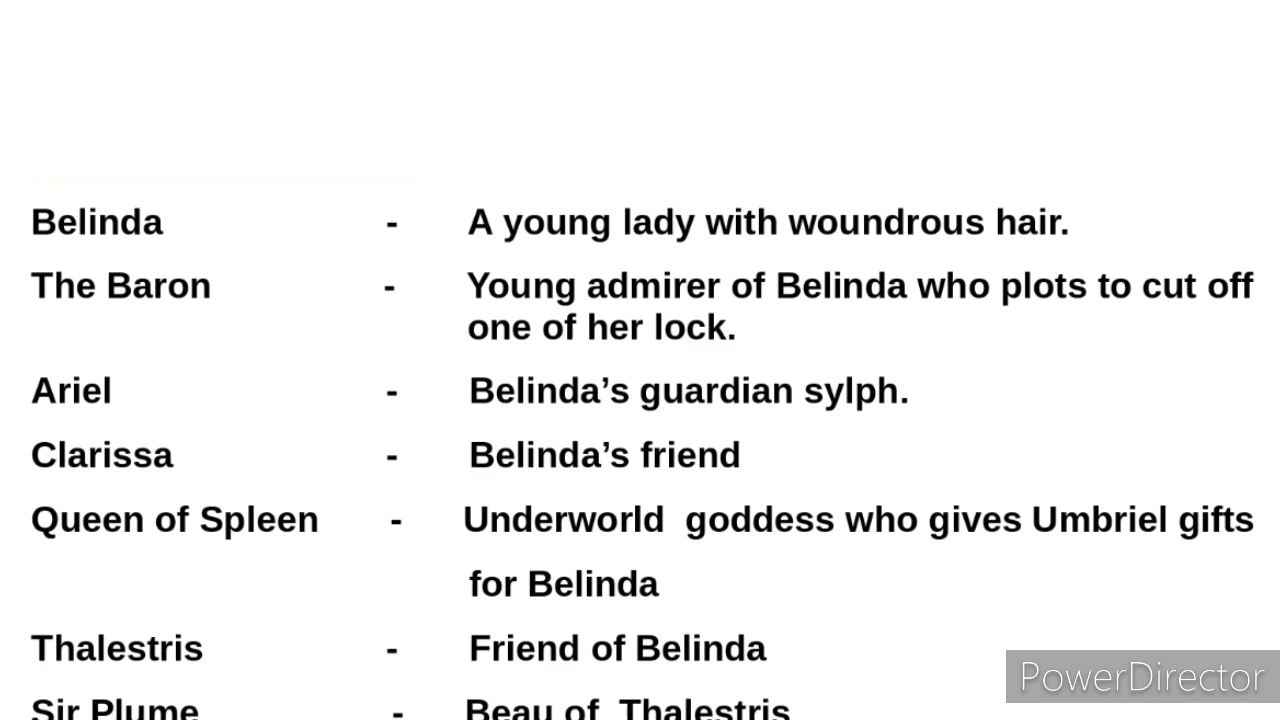 Belinda - A young lady with woundrous hair.
The Baron - Young admirer of Belinda who plots to cut off
one of her lock.
Ariel - Belinda’s guardian sylph.
Clarissa - Belinda’s friend
Queen of Spleen - Underworld goddess who gives Umbriel gifts
for Belinda
Thalestris - Friend of Belinda
PowerDirector
Sir Plume - Beau of Thalestris